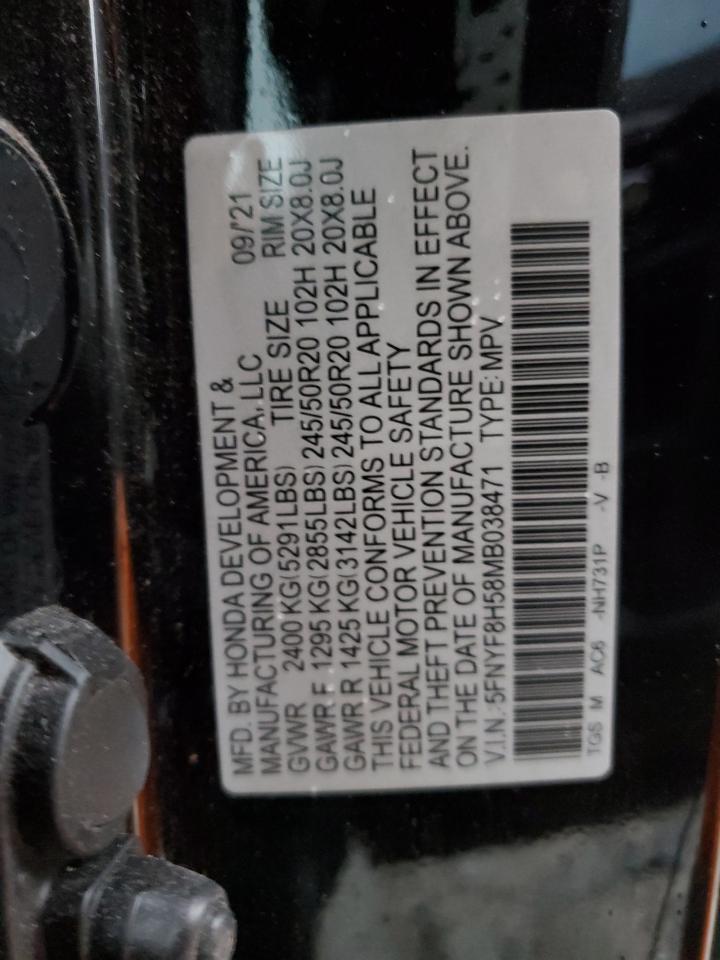 MFD. BY HONDA DEVELOPMENT & 09/'21
MANUFACTURING OF AMERICA, LLC
GVWR 2400 KG(5291LBS) TIRE SIZE RIM SIZE
GAWR F 1295 KG(2855LBS) 245/50R20 102H 20X8.0J
GAWR R 1425 KG(3142LBS) 245/50R20 102H 20X8.0J
THIS VEHICLE CONFORMS TO ALL APPLICABLE
FEDERAL MOTOR VEHICLE SAFETY
AND THEFT PREVENTION STANDARDS IN EFFECT
ON THE DATE OF MANUFACTURE SHOWN ABOVE.
V.I.N.: 5FNYF8H58MB038471 TYPE: MPV
TGS M AC6 -NH731P -V -B